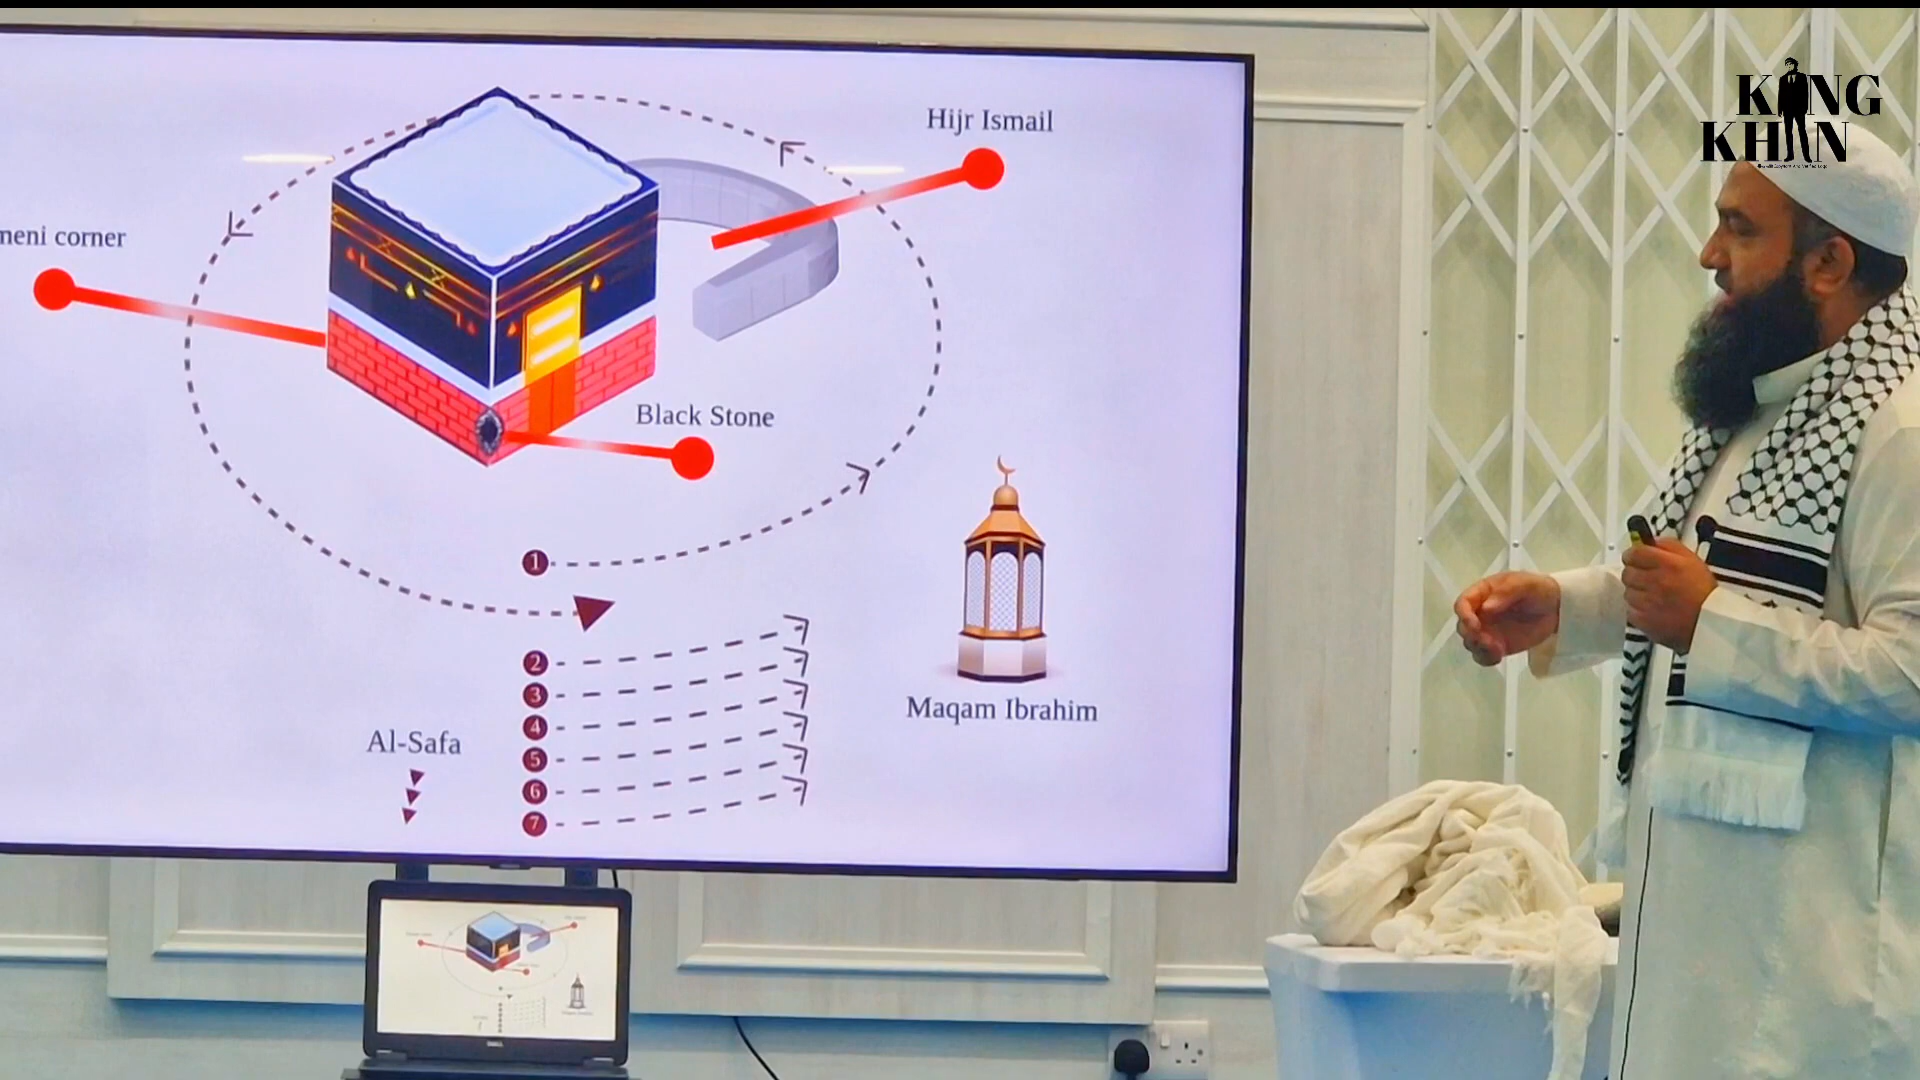 KING
KHAN
Hijr Ismail
meni corner
Black Stone
1
2
3
4
5
6
7
Al-Safa
Maqam Ibrahim
DELL